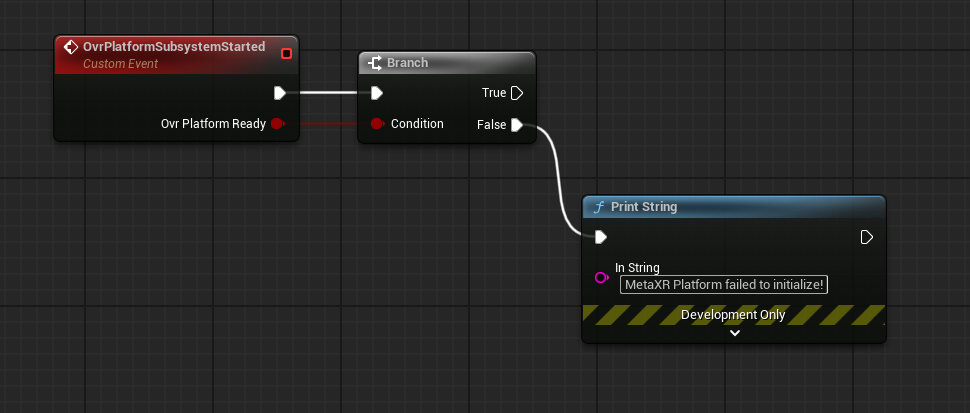 OvrPlatformSubsystemStarted
Custom Event
Ovr Platform Ready
Branch
True
Condition
False
Print String
In String
MetaXR Platform failed to initialize!
Development Only